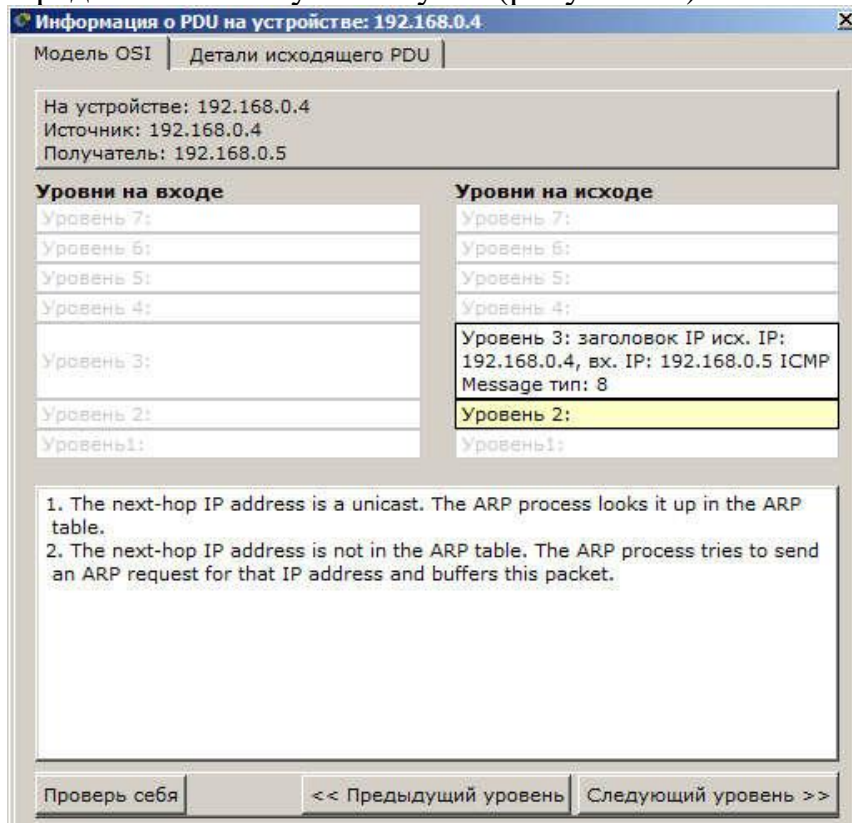 Информация о PDU на устройстве: 192.168.0.4
Модель OSI
Детали исходящего PDU
На устройстве: 192.168.0.4
Источник: 192.168.0.4
Получатель: 192.168.0.5
Уровни на входе
Уровни на исходе
Уровень 7:
Уровень 7:
Уровень 6:
Уровень 6:
Уровень 5:
Уровень 5:
Уровень 4:
Уровень 4:
Уровень 3:
Уровень 3: заголовок IP исх. IP:
192.168.0.4, вх. IP: 192.168.0.5 ICMP
Message тип: 8
Уровень 2:
Уровень 2:
Уровень1:
Уровень1:
1. The next-hop IP address is a unicast. The ARP process looks it up in the ARP
table.
2. The next-hop IP address is not in the ARP table. The ARP process tries to send
an ARP request for that IP address and buffers this packet.
Проверь себя
<< Предыдущий уровень
Следующий уровень >>